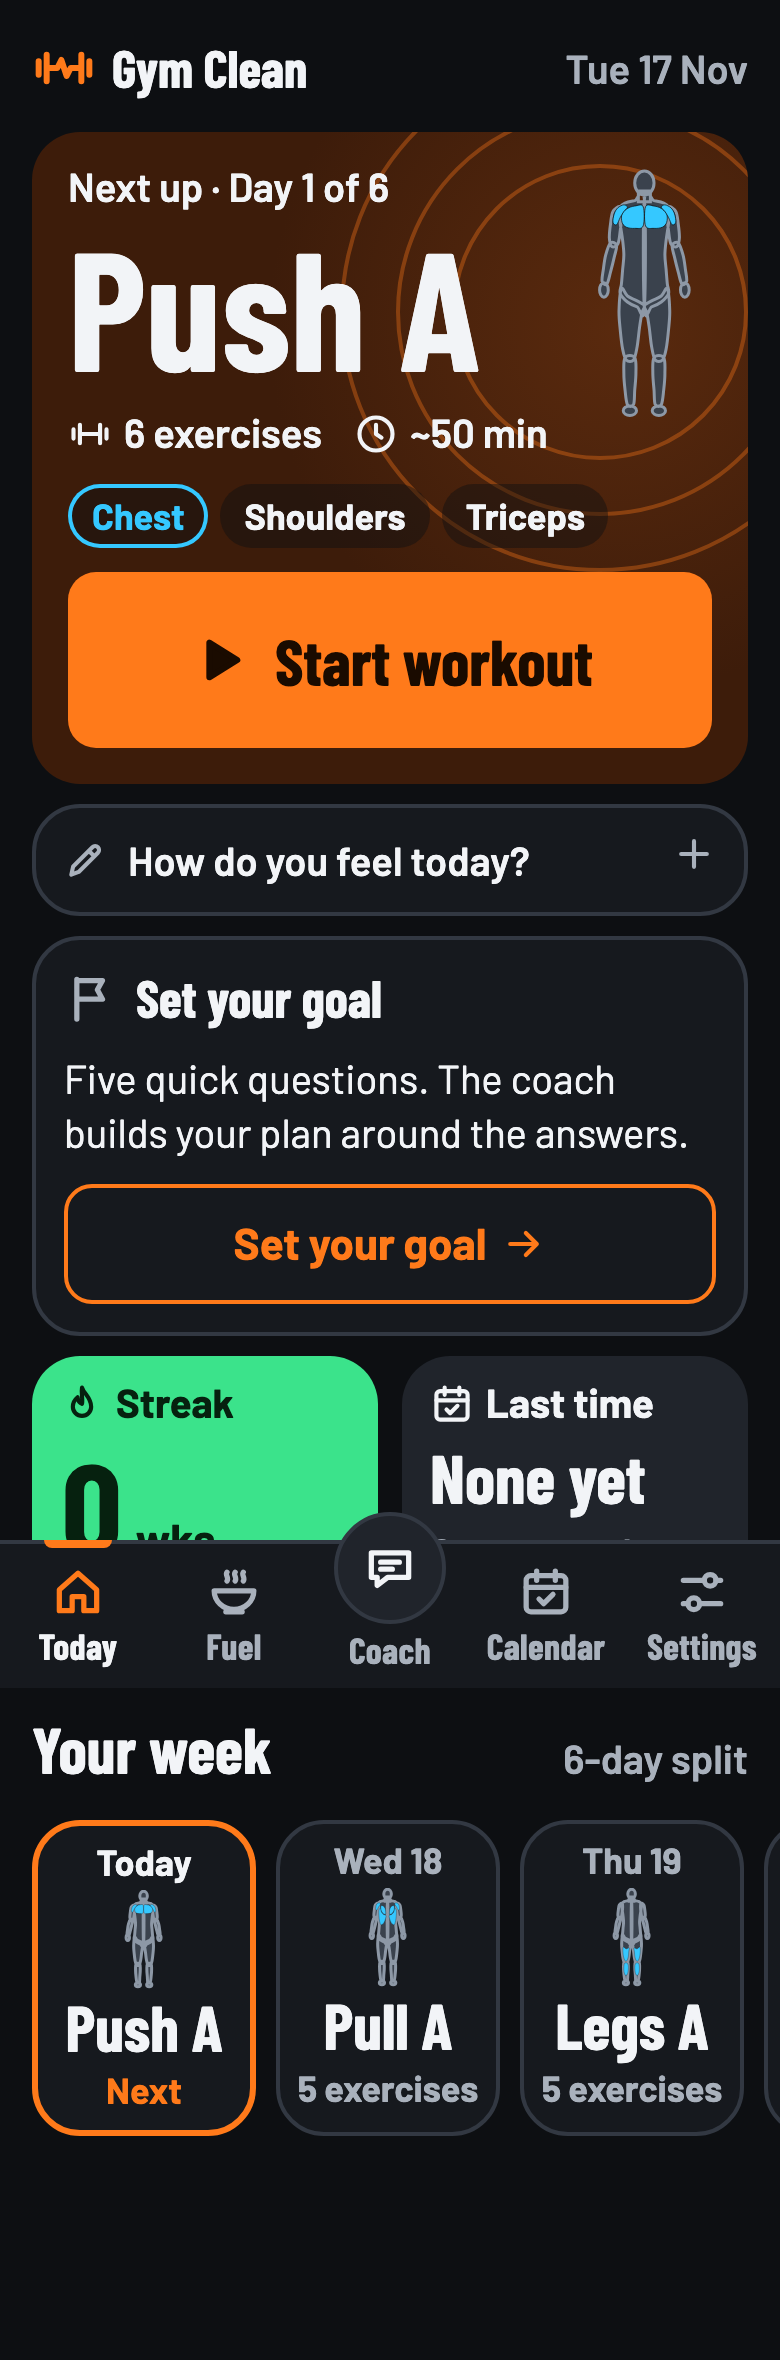 Gym Clean
Tue 17 Nov
Next up · Day 1 of 6
Push A
6 exercises
~50 min
Chest
Shoulders
Triceps
Start workout
How do you feel today?
Set your goal
Five quick questions. The coach
builds your plan around the answers.
Set your goal →
Streak
0 wks
Last time
None yet
Today
Fuel
Coach
Calendar
Settings
Your week
6-day split
Today
Push A
Next
Wed 18
Pull A
5 exercises
Thu 19
Legs A
5 exercises